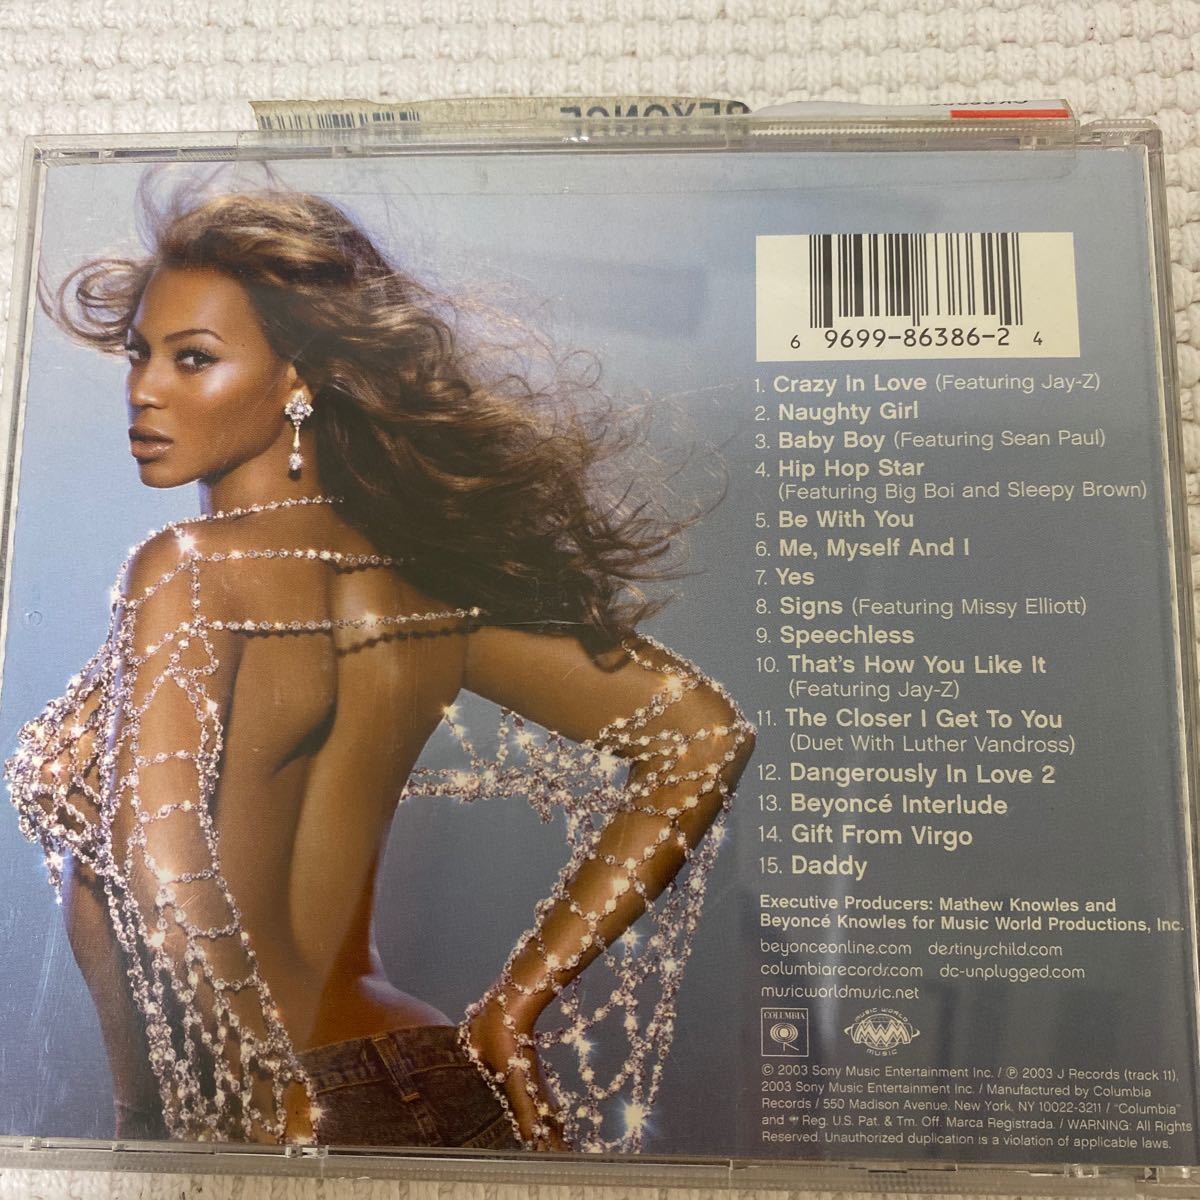 BEYONCE
6 9699-86386-2 4
1. Crazy In Love (Featuring Jay-Z)
2. Naughty Girl
3. Baby Boy (Featuring Sean Paul)
4. Hip Hop Star
(Featuring Big Boi and Sleepy Brown)
5. Be With You
6. Me, Myself And I
7. Yes
8. Signs (Featuring Missy Elliott)
9. Speechless
10. That's How You Like It
(Featuring Jay-Z)
11. The Closer I Get To You
(Duet With Luther Vandross)
12. Dangerously In Love 2
13. Beyoncé Interlude
14. Gift From Virgo
15. Daddy
Executive Producers: Mathew Knowles and
Beyoncé Knowles for Music World Productions, Inc.
beyonceonline.com destinyschild.com
columbiarecords.com dc-unplugged.com
musicworldmusic.net
COLUMBIA
MUSIC WORLD
MWM
MUSIC
© 2003 Sony Music Entertainment Inc. / ℗ 2003 J Records (track 11),
2003 Sony Music Entertainment Inc. / Manufactured by Columbia
Records / 550 Madison Avenue, New York, NY 10022-3211 / "Columbia"
and Reg. U.S. Pat. & Tm. Off. Marca Registrada. / WARNING: All Rights
Reserved. Unauthorized duplication is a violation of applicable laws.